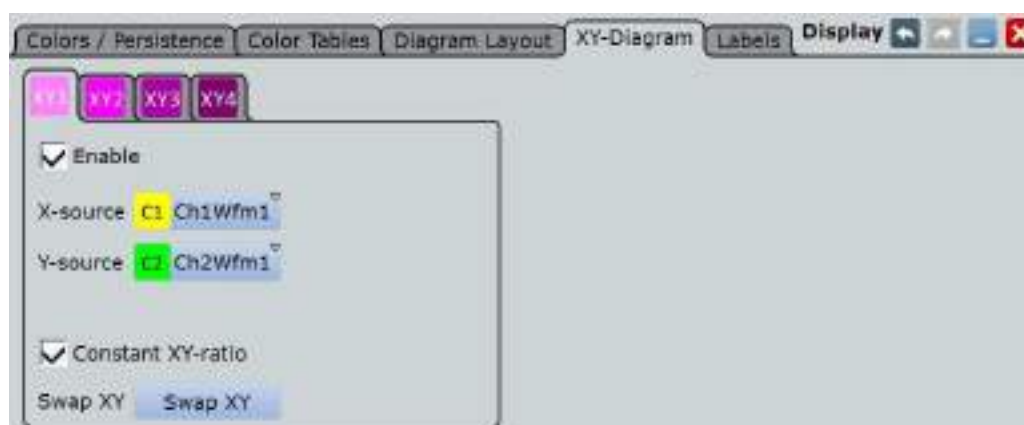 Colors / Persistence Color Tables Diagram Layout XY-Diagram Labels Display
XY1 XY2 XY3 XY4
Enable
X-source C1 Ch1Wfm1
Y-source C2 Ch2Wfm1
Constant XY-ratio
Swap XY Swap XY